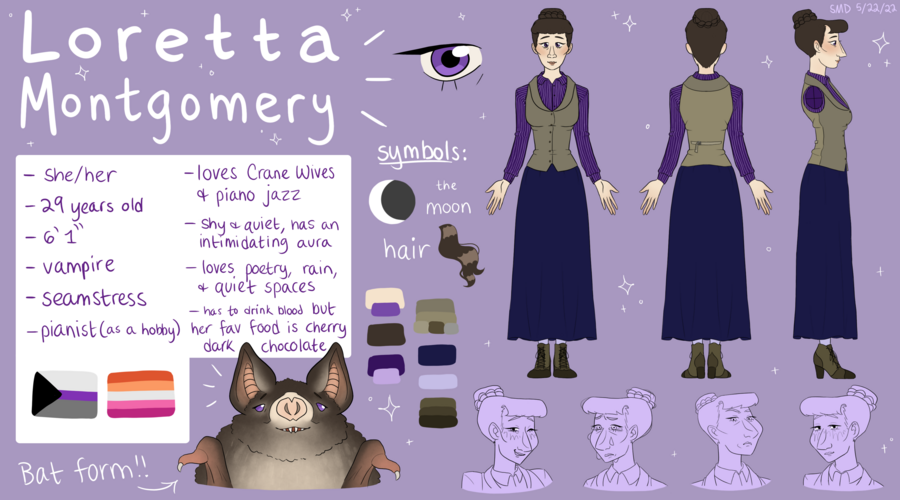 SMD 5/22/22
Loretta
Montgomery
- she/her
- 29 years old
- 6' 1"
- vampire
- seamstress
- pianist (as a hobby)
- loves Crane Wives
& piano jazz
- shy & quiet, has an
intimidating aura
- loves poetry, rain,
& quiet spaces
- has to drink blood but
her fav food is cherry
dark chocolate
symbols:
the
moon
hair
Bat form!!